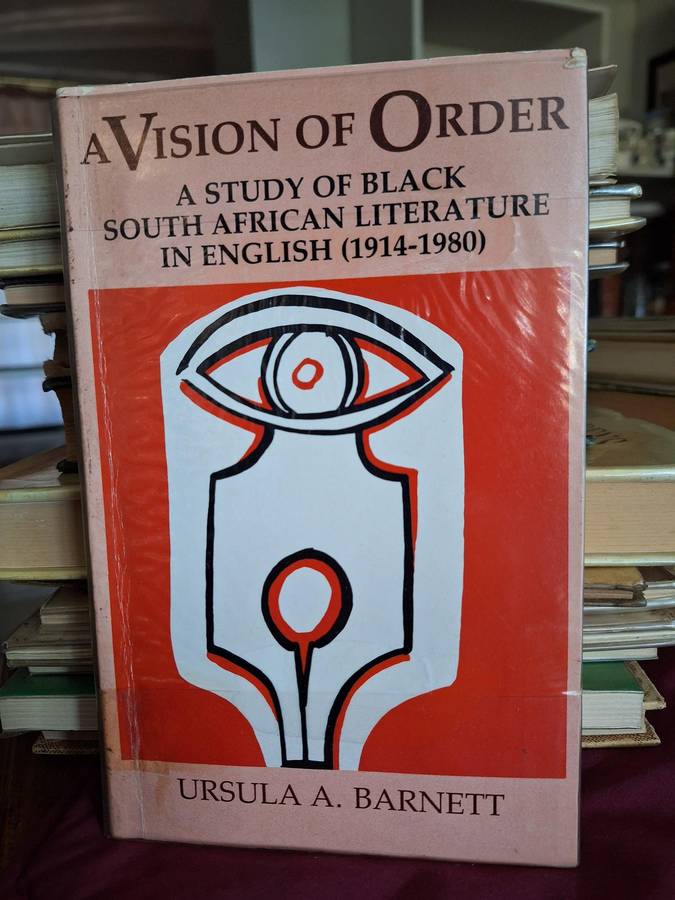 A VISION OF ORDER
A STUDY OF BLACK
SOUTH AFRICAN LITERATURE
IN ENGLISH (1914-1980)
URSULA A. BARNETT